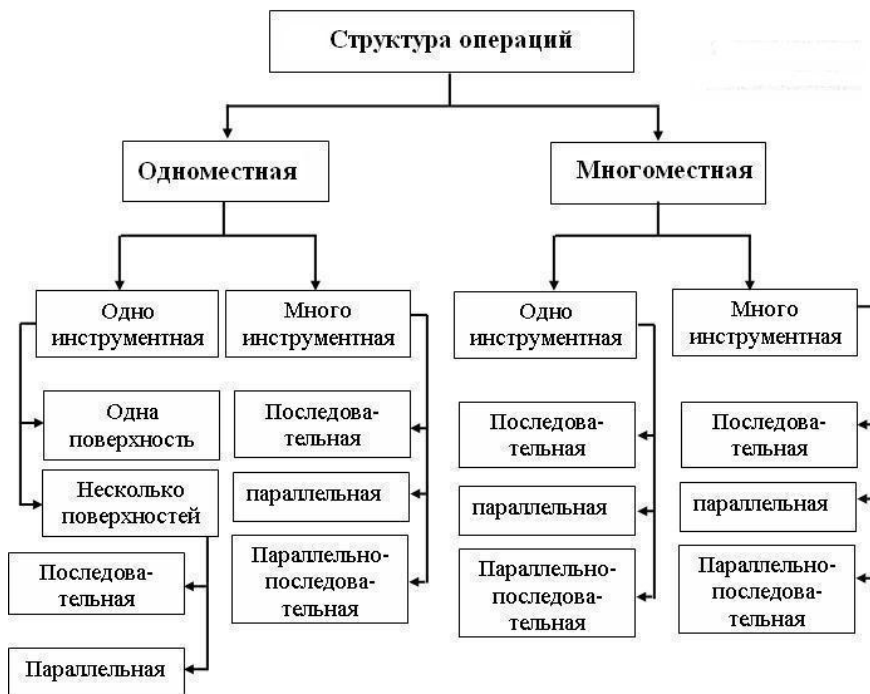 Структура операций
Одноместная
Многоместная
Одно
инструментная
Много
инструментная
Одно
инструментная
Много
инструментная
Одна
поверхность
Несколько
поверхностей
Последова-
тельная
Параллельная
Последова-
тельная
параллельная
Параллельно-
последова-
тельная
Последова-
тельная
параллельная
Параллельно-
последова-
тельная
Последова-
тельная
параллельная
Параллельно-
последова-
тельная